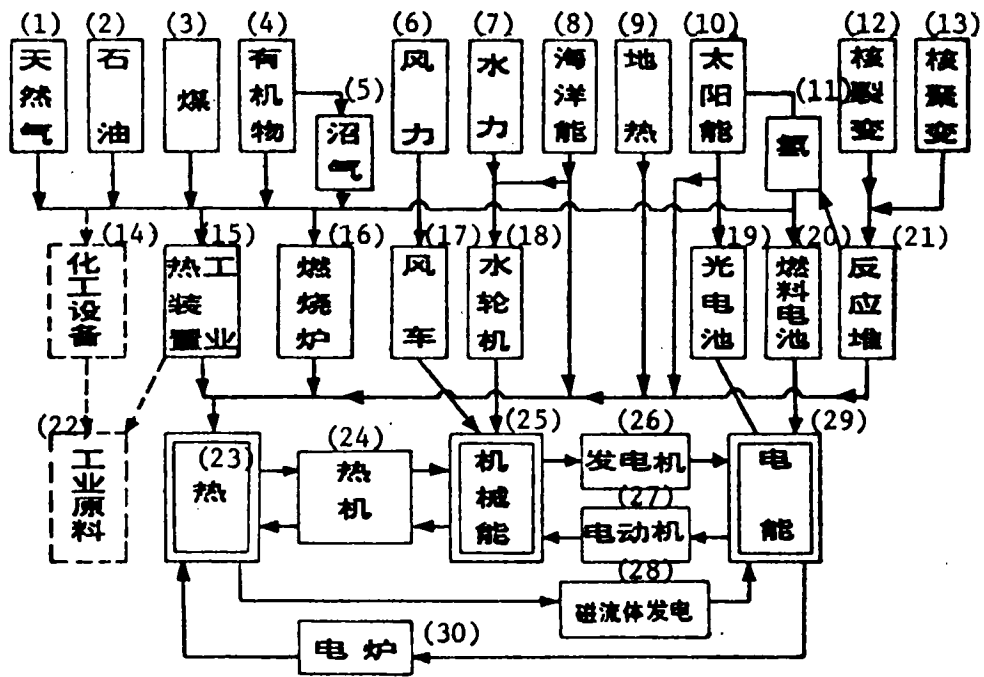 (1) (2) (3) (4) (6) (7) (8) (9) (10) (12) (13)
天然气
石油
煤
有机物
(5)
沼气
风力
水力
海洋能
地热
太阳能
(11)
氢
核裂变
核聚变
(14) (15) (16) (17) (18) (19) (20) (21)
化工设备
热工
装
置业
燃烧炉
风车
水轮机
光电池
燃料电池
反应堆
(22) (23) (24) (25) (26) (29)
工业原料
热
热机
机械能
发电机
(27)
电动机
电能
(28)
磁流体发电
(30)
电炉